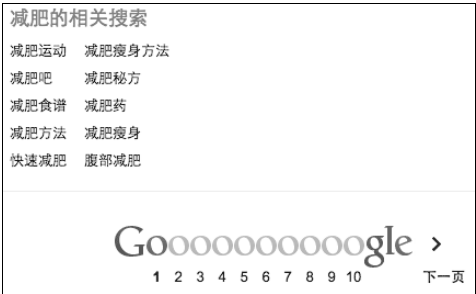 减肥的相关搜索
减肥运动 减肥瘦身方法
减肥吧 减肥秘方
减肥食谱 减肥药
减肥方法 减肥瘦身
快速减肥 腹部减肥
Goooooooooogle >
1 2 3 4 5 6 7 8 9 10 下一页